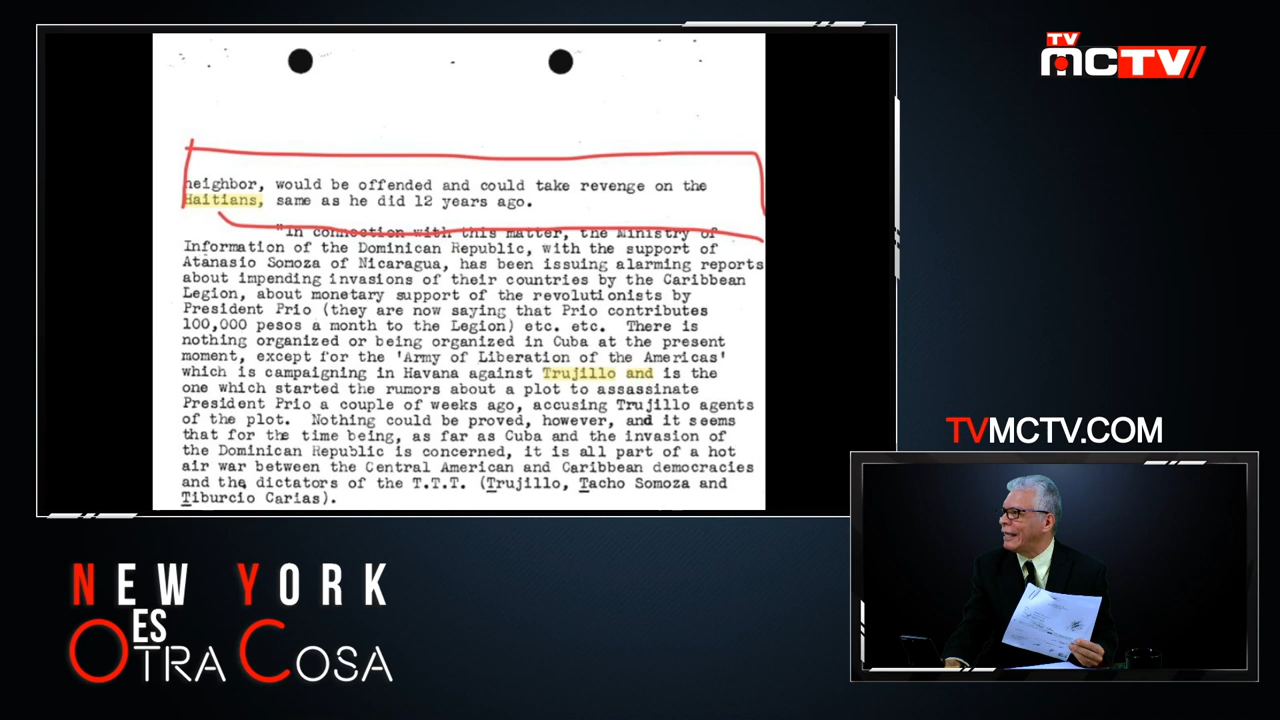 neighbor, would be offended and could take revenge on the
Haitians, same as he did 12 years ago.
"In connection with this matter, the Ministry of
Information of the Dominican Republic, with the support of
Atanasio Somoza of Nicaragua, has been issuing alarming reports
about impending invasions of their countries by the Caribbean
Legion, about monetary support of the revolutionists by
President Prio (they are now saying that Prio contributes
100,000 pesos a month to the Legion) etc. etc. There is
nothing organized or being organized in Cuba at the present
moment, except for the 'Army of Liberation of the Americas'
which is campaigning in Havana against Trujillo and is the
one which started the rumors about a plot to assassinate
President Prio a couple of weeks ago, accusing Trujillo agents
of the plot. Nothing could be proved, however, and it seems
that for the time being, as far as Cuba and the invasion of
the Dominican Republic is concerned, it is all part of a hot
air war between the Central American and Caribbean democracies
and the dictators of the T.T.T. (Trujillo, Tacho Somoza and
Tiburcio Carias).
TV
MCTV
TVMCTV.COM
NEW YORK
ES
OTRA COSA